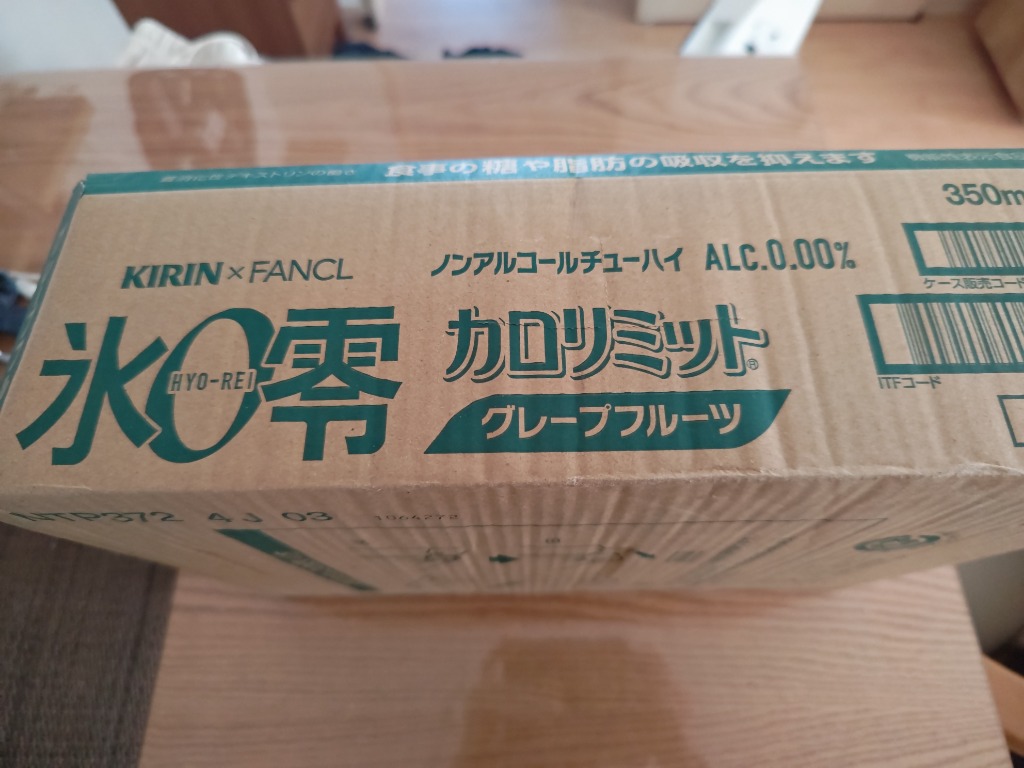 食事の糖や脂肪の吸収を抑えます
350m
KIRIN×FANCL
ノンアルコールチューハイ ALC.0.00%
ケース販売コード
氷零
HYO-REI
カロリミット®
ITFコード
グレープフルーツ
NTP372 4J 03